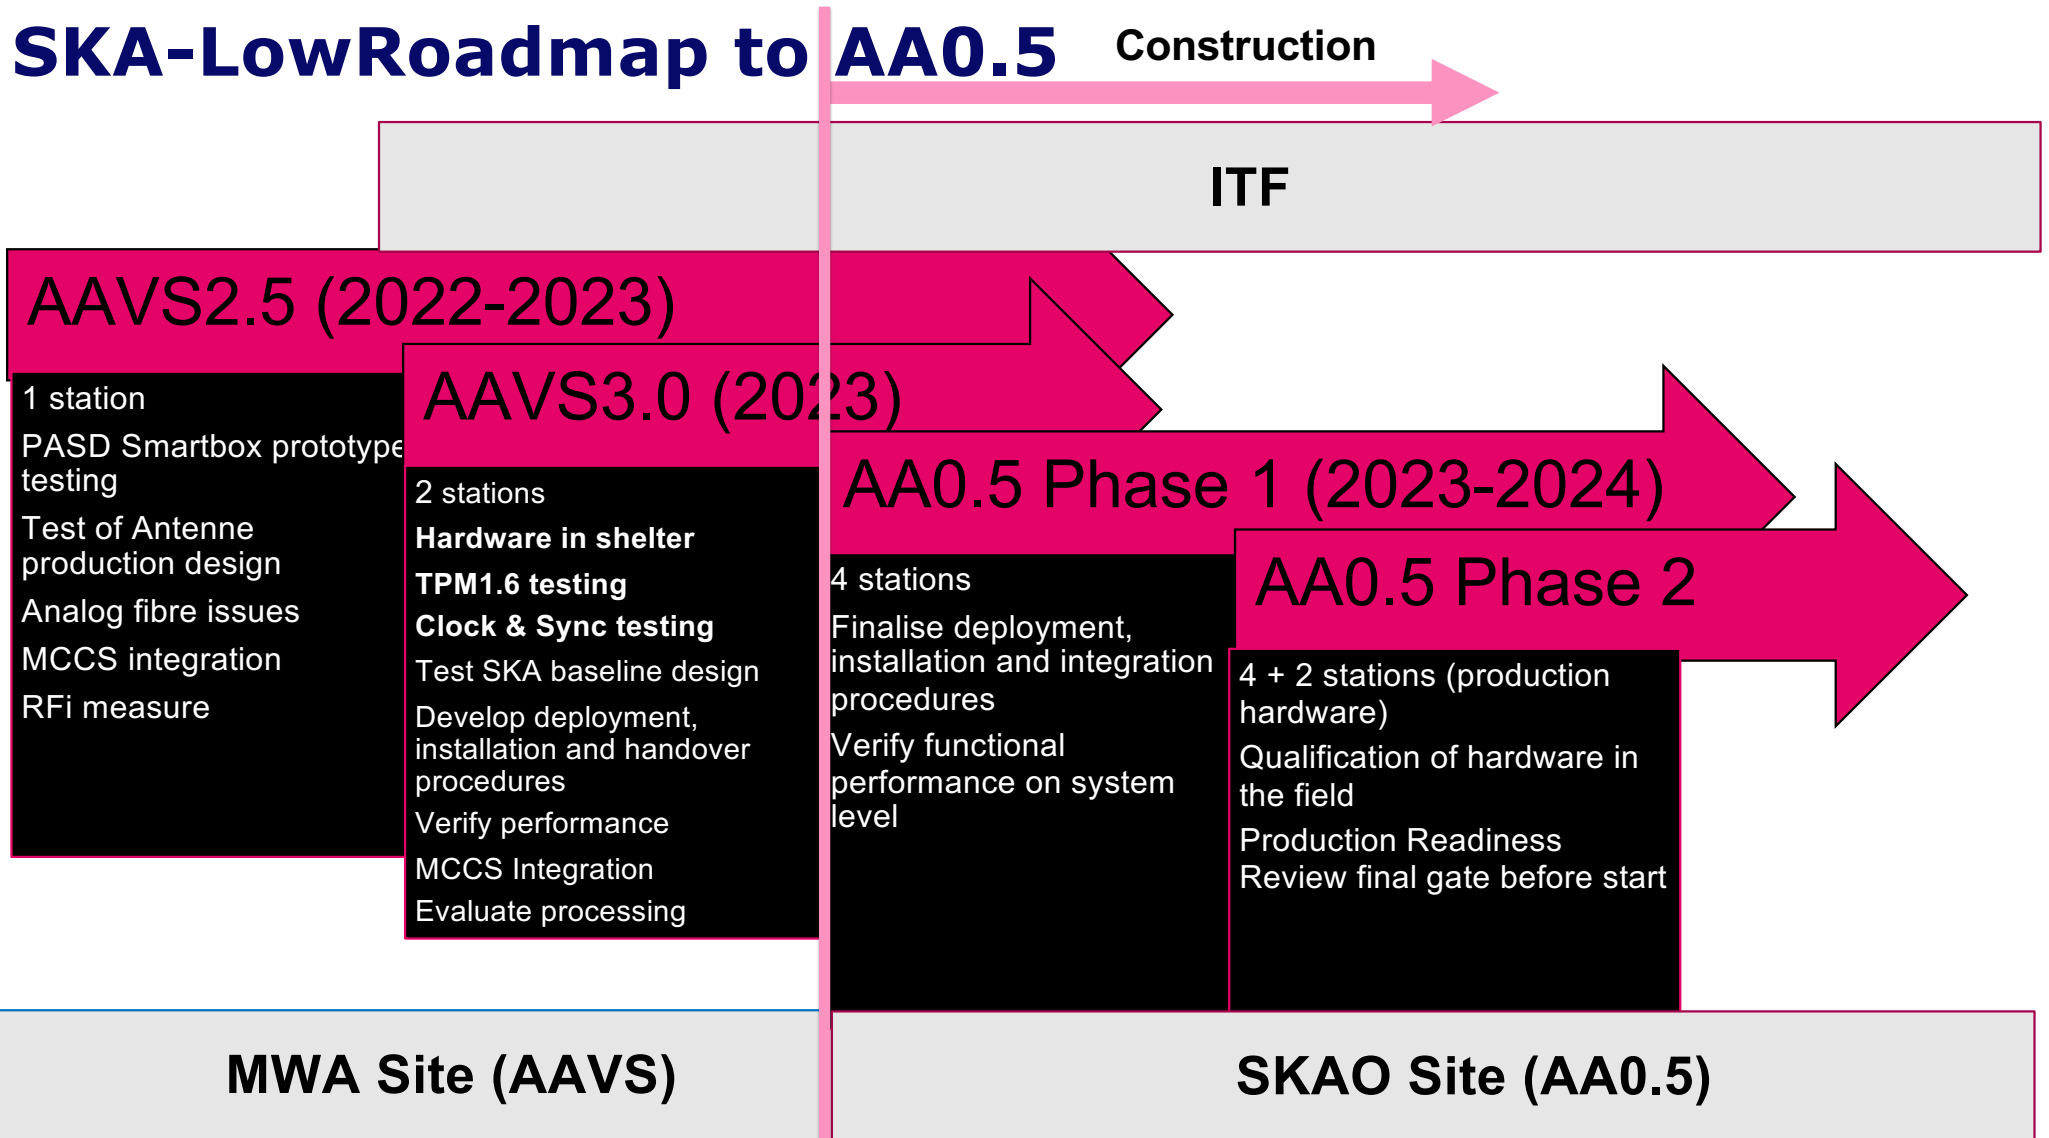 SKA-LowRoadmap to AA0.5
Construction
ITF
AAVS2.5 (2022-2023)
1 station
PASD Smartbox prototype
testing
Test of Antenne
production design
Analog fibre issues
MCCS integration
RFi measure
AAVS3.0 (2023)
2 stations
Hardware in shelter
TPM1.6 testing
Clock & Sync testing
Test SKA baseline design
Develop deployment,
installation and handover
procedures
Verify performance
MCCS Integration
Evaluate processing
AA0.5 Phase 1 (2023-2024)
4 stations
Finalise deployment,
installation and integration
procedures
Verify functional
performance on system
level
AA0.5 Phase 2
4 + 2 stations (production
hardware)
Qualification of hardware in
the field
Production Readiness
Review final gate before start
MWA Site (AAVS)
SKAO Site (AA0.5)